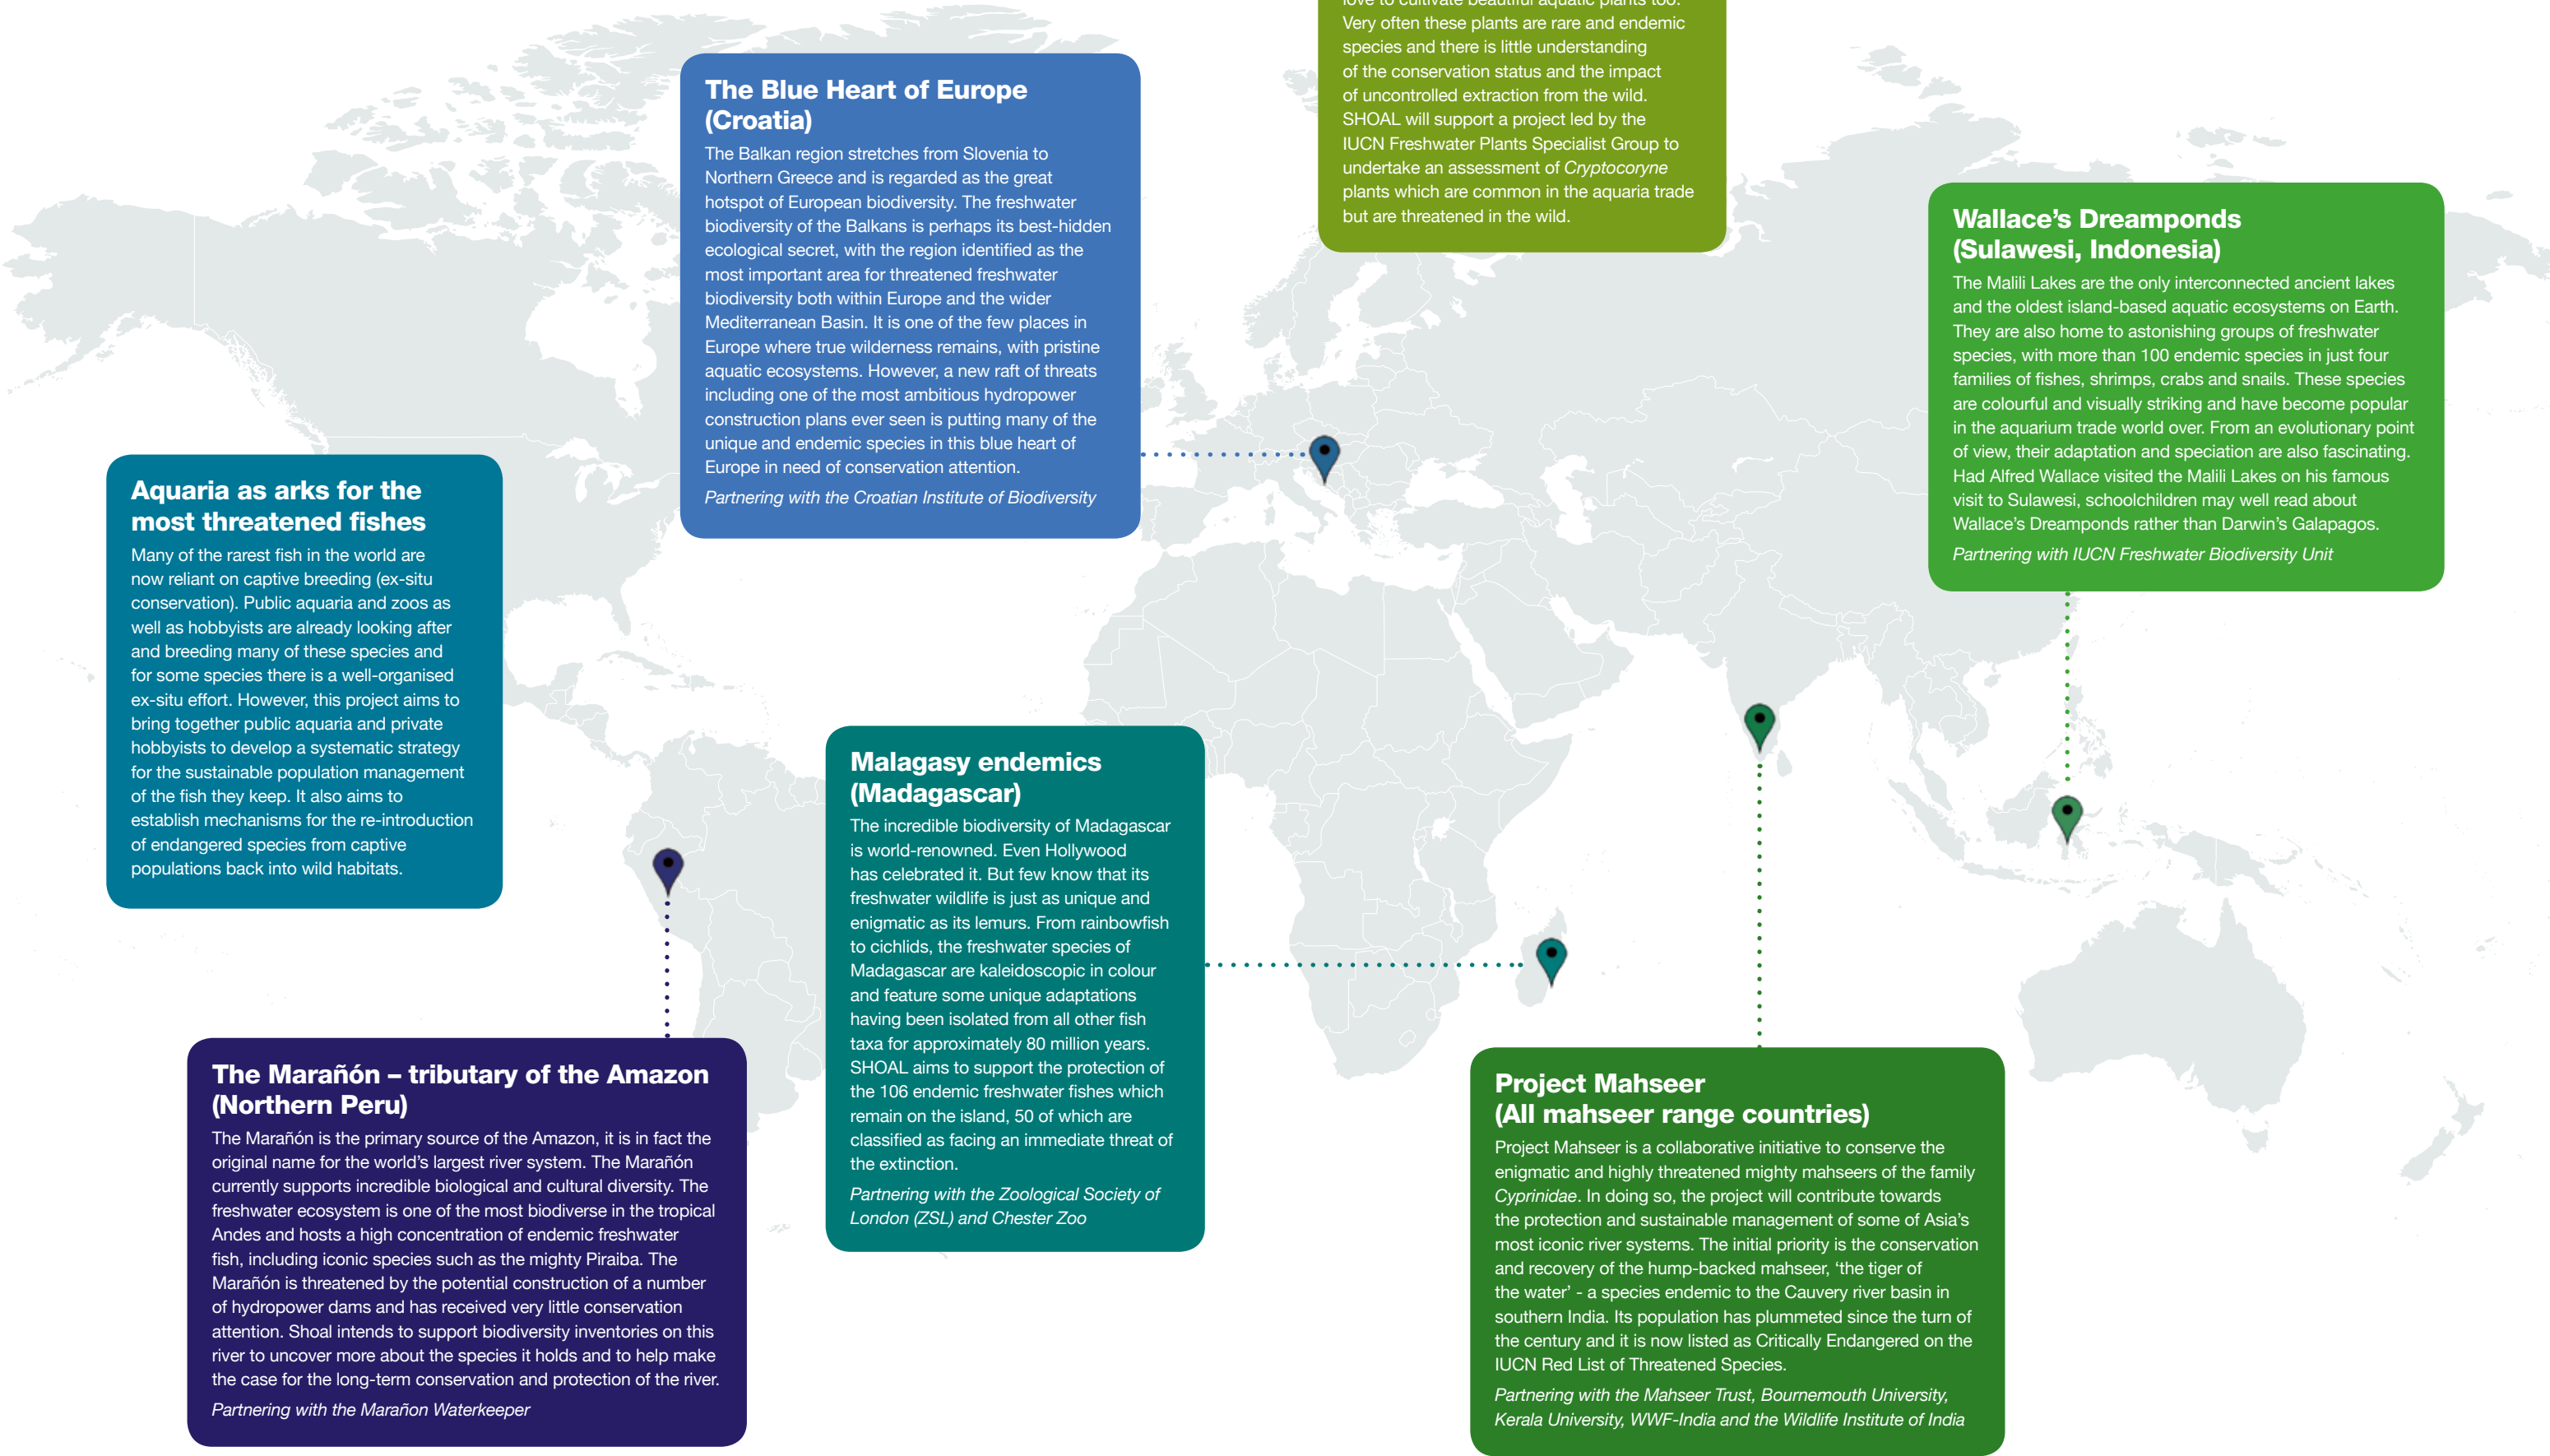 love to cultivate beautiful aquatic plants too.
Very often these plants are rare and endemic
species and there is little understanding
of the conservation status and the impact
of uncontrolled extraction from the wild.
SHOAL will support a project led by the
IUCN Freshwater Plants Specialist Group to
undertake an assessment of Cryptocoryne
plants which are common in the aquaria trade
but are threatened in the wild.
The Blue Heart of Europe
(Croatia)
The Balkan region stretches from Slovenia to
Northern Greece and is regarded as the great
hotspot of European biodiversity. The freshwater
biodiversity of the Balkans is perhaps its best-hidden
ecological secret, with the region identified as the
most important area for threatened freshwater
biodiversity both within Europe and the wider
Mediterranean Basin. It is one of the few places in
Europe where true wilderness remains, with pristine
aquatic ecosystems. However, a new raft of threats
including one of the most ambitious hydropower
construction plans ever seen is putting many of the
unique and endemic species in this blue heart of
Europe in need of conservation attention.
Partnering with the Croatian Institute of Biodiversity
Wallace’s Dreamponds
(Sulawesi, Indonesia)
The Malili Lakes are the only interconnected ancient lakes
and the oldest island-based aquatic ecosystems on Earth.
They are also home to astonishing groups of freshwater
species, with more than 100 endemic species in just four
families of fishes, shrimps, crabs and snails. These species
are colourful and visually striking and have become popular
in the aquarium trade world over. From an evolutionary point
of view, their adaptation and speciation are also fascinating.
Had Alfred Wallace visited the Malili Lakes on his famous
visit to Sulawesi, schoolchildren may well read about
Wallace’s Dreamponds rather than Darwin’s Galapagos.
Partnering with IUCN Freshwater Biodiversity Unit
Aquaria as arks for the
most threatened fishes
Many of the rarest fish in the world are
now reliant on captive breeding (ex-situ
conservation). Public aquaria and zoos as
well as hobbyists are already looking after
and breeding many of these species and
for some species there is a well-organised
ex-situ effort. However, this project aims to
bring together public aquaria and private
hobbyists to develop a systematic strategy
for the sustainable population management
of the fish they keep. It also aims to
establish mechanisms for the re-introduction
of endangered species from captive
populations back into wild habitats.
Malagasy endemics
(Madagascar)
The incredible biodiversity of Madagascar
is world-renowned. Even Hollywood
has celebrated it. But few know that its
freshwater wildlife is just as unique and
enigmatic as its lemurs. From rainbowfish
to cichlids, the freshwater species of
Madagascar are kaleidoscopic in colour
and feature some unique adaptations
having been isolated from all other fish
taxa for approximately 80 million years.
SHOAL aims to support the protection of
the 106 endemic freshwater fishes which
remain on the island, 50 of which are
classified as facing an immediate threat of
the extinction.
Partnering with the Zoological Society of
London (ZSL) and Chester Zoo
The Marañón – tributary of the Amazon
(Northern Peru)
The Marañón is the primary source of the Amazon, it is in fact the
original name for the world’s largest river system. The Marañón
currently supports incredible biological and cultural diversity. The
freshwater ecosystem is one of the most biodiverse in the tropical
Andes and hosts a high concentration of endemic freshwater
fish, including iconic species such as the mighty Piraiba. The
Marañón is threatened by the potential construction of a number
of hydropower dams and has received very little conservation
attention. Shoal intends to support biodiversity inventories on this
river to uncover more about the species it holds and to help make
the case for the long-term conservation and protection of the river.
Partnering with the Marañon Waterkeeper
Project Mahseer
(All mahseer range countries)
Project Mahseer is a collaborative initiative to conserve the
enigmatic and highly threatened mighty mahseers of the family
Cyprinidae. In doing so, the project will contribute towards
the protection and sustainable management of some of Asia’s
most iconic river systems. The initial priority is the conservation
and recovery of the hump-backed mahseer, ‘the tiger of
the water’ - a species endemic to the Cauvery river basin in
southern India. Its population has plummeted since the turn of
the century and it is now listed as Critically Endangered on the
IUCN Red List of Threatened Species.
Partnering with the Mahseer Trust, Bournemouth University,
Kerala University, WWF-India and the Wildlife Institute of India